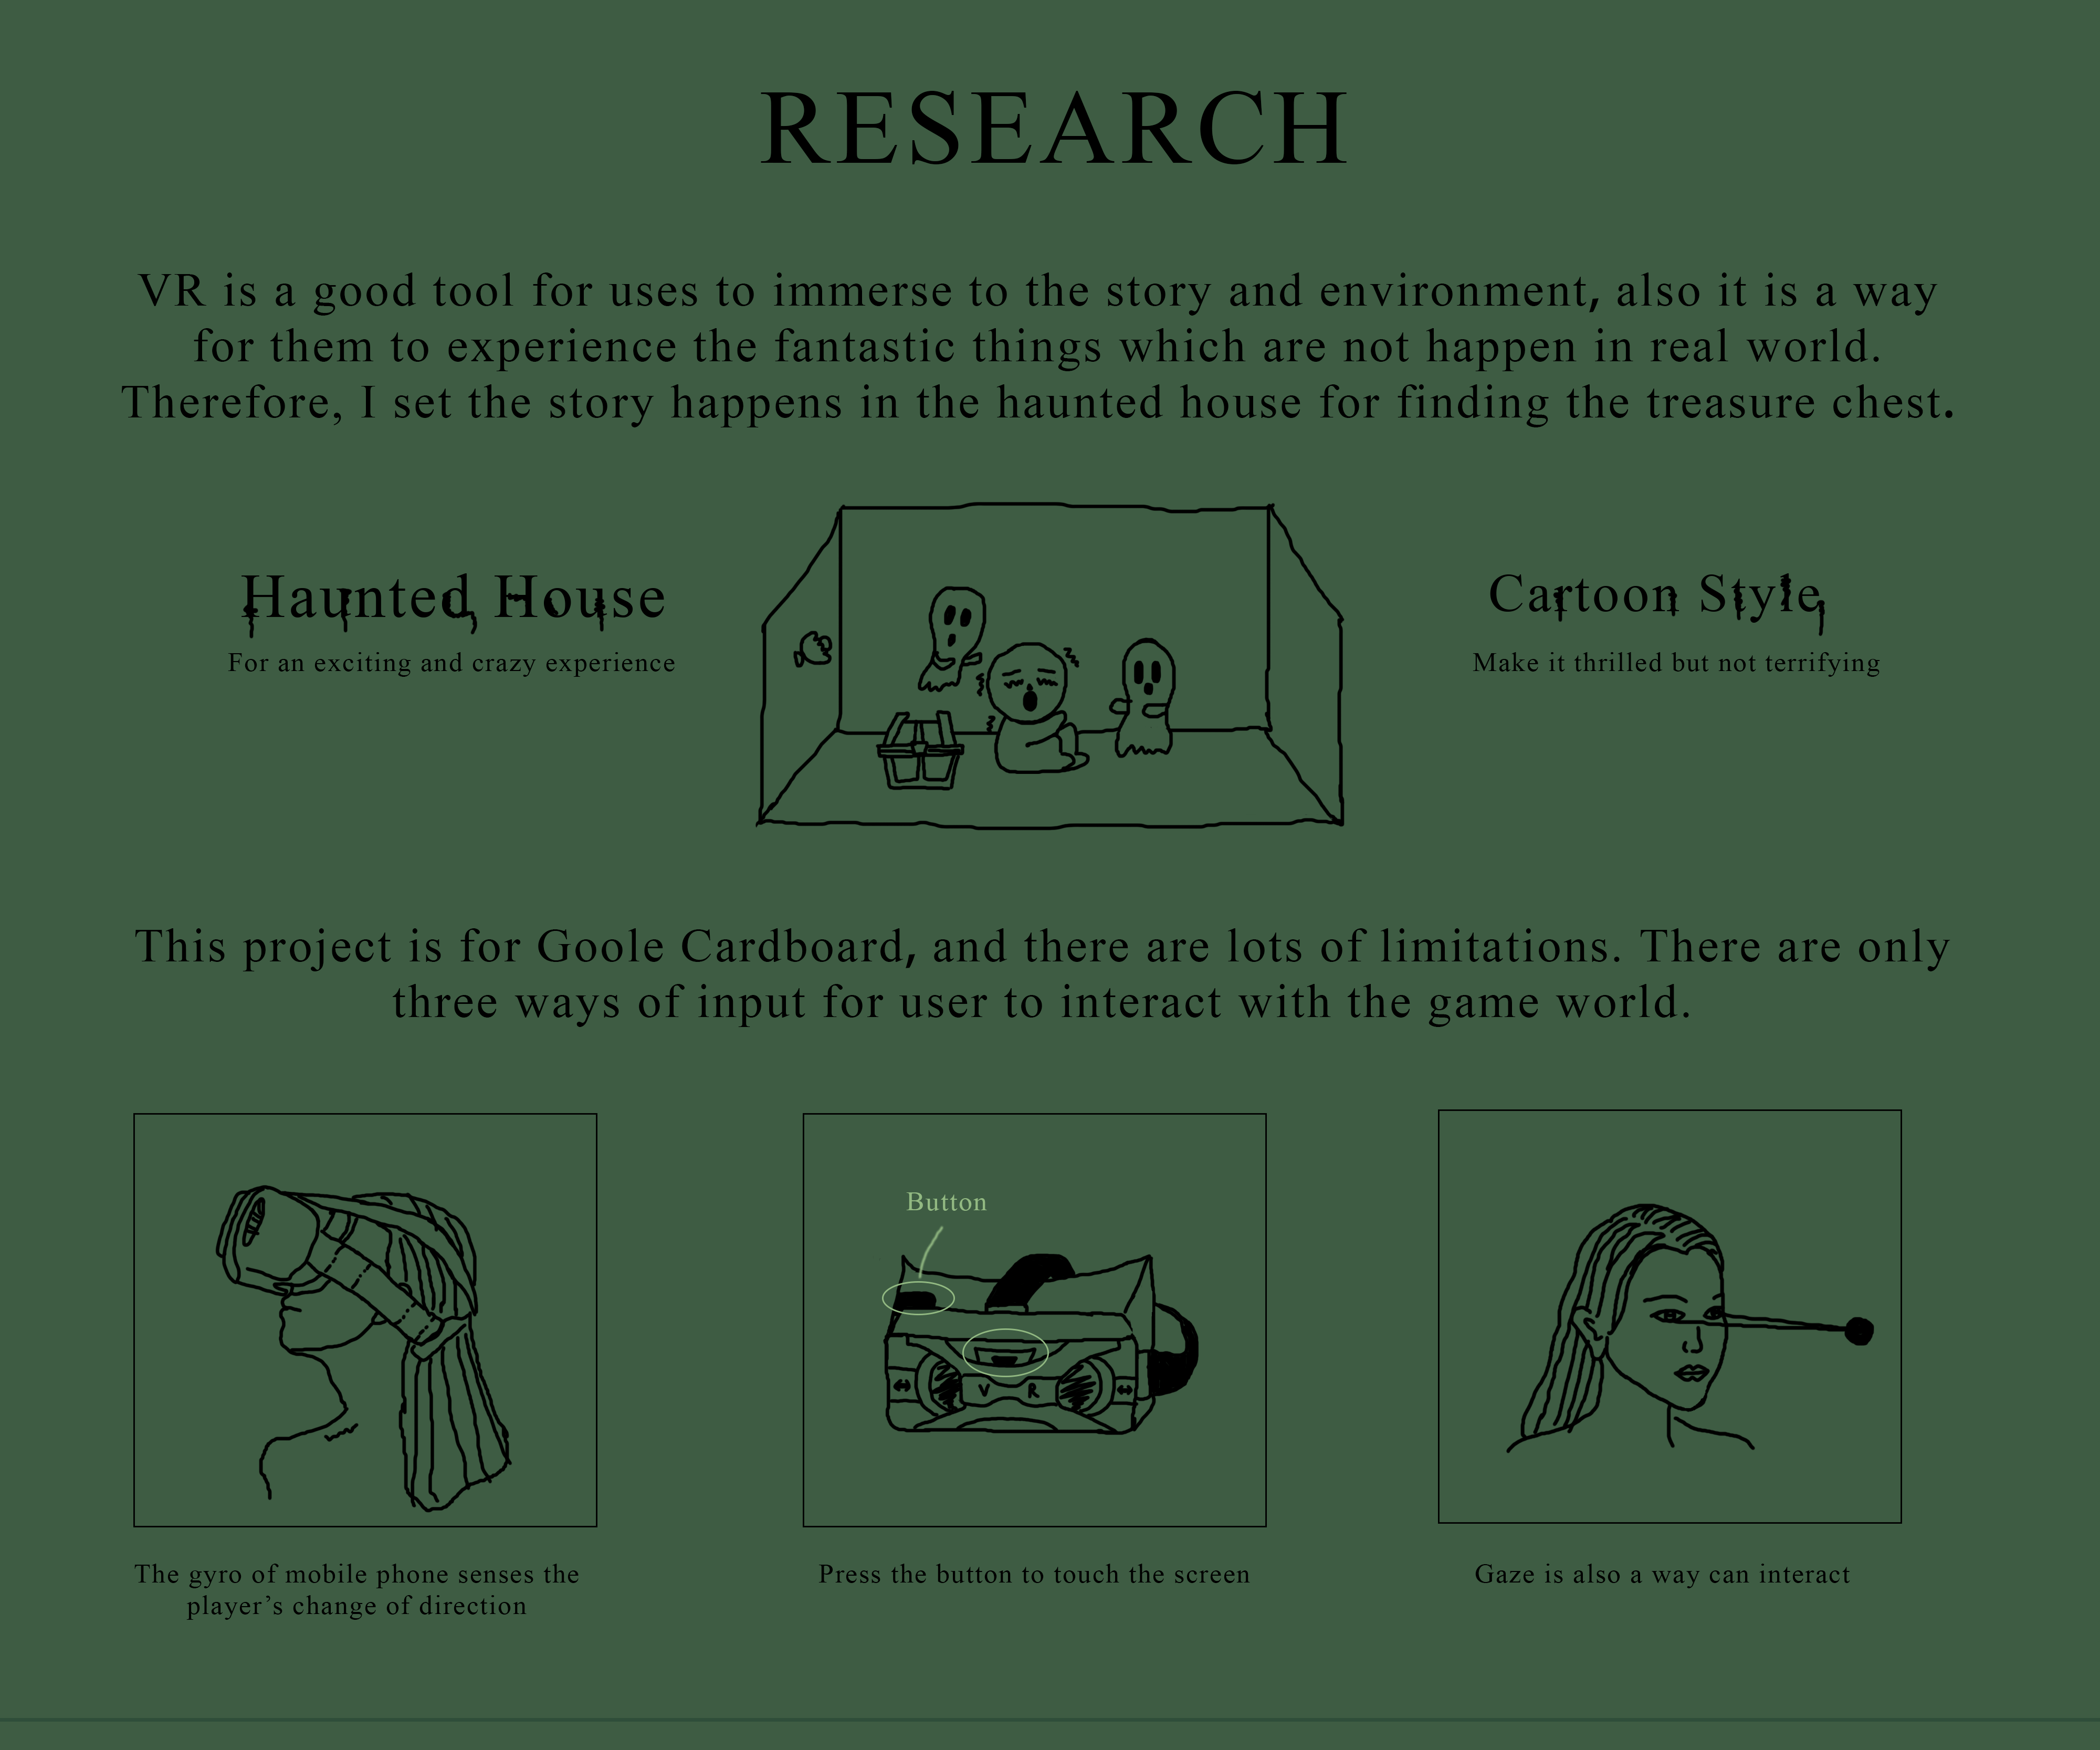 RESEARCH
VR is a good tool for uses to immerse to the story and environment, also it is a way
for them to experience the fantastic things which are not happen in real world.
Therefore, I set the story happens in the haunted house for finding the treasure chest.
Haunted House
For an exciting and crazy experience
Cartoon Style
Make it thrilled but not terrifying
This project is for Goole Cardboard, and there are lots of limitations. There are only
three ways of input for user to interact with the game world.
The gyro of mobile phone senses the
player’s change of direction
Button
V R
Press the button to touch the screen
Gaze is also a way can interact